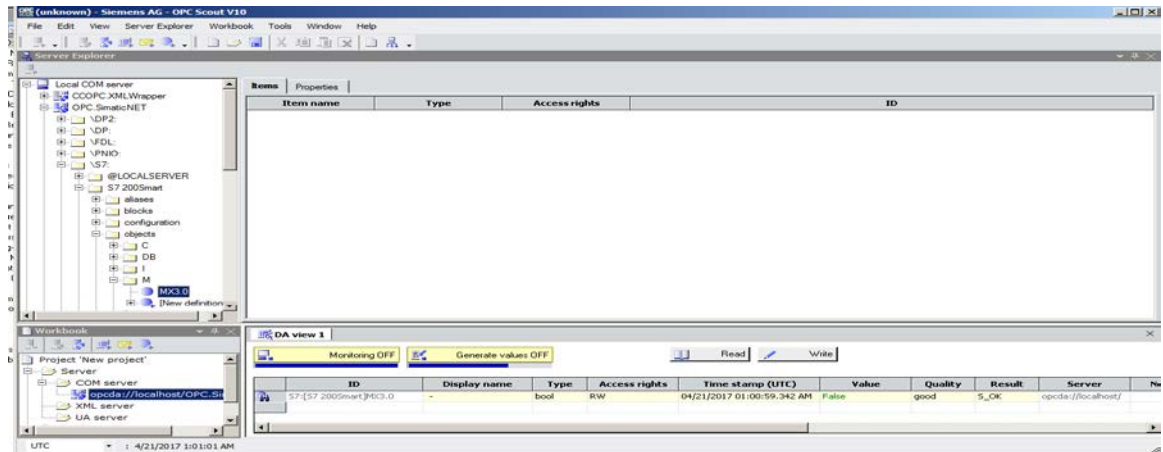 (unknown) - Siemens AG - OPC Scout V10
File Edit View Server Explorer Workbook Tools Window Help
Server Explorer
Local COM server
CCOPC.XMLWrapper
OPC.SimaticNET
\DP2:
\DP:
\FDL:
\PNIO:
\S7:
@LOCALSERVER
S7 200Smart
aliases
blocks
configuration
objects
C
DB
I
M
MX3.0
[New definition
Items Properties
Item name Type Access rights ID
Workbook
Project 'New project'
Server
COM server
opcda://localhost/OPC.Si
XML server
UA server
DA view 1
Monitoring OFF Generate values OFF Read Write
ID Display name Type Access rights Time stamp (UTC) Value Quality Result Server
S7:[S7 200Smart]MX3.0 - bool RW 04/21/2017 01:00:59.342 AM False good S_OK opcda://localhost/
UTC : 4/21/2017 1:01:01 AM